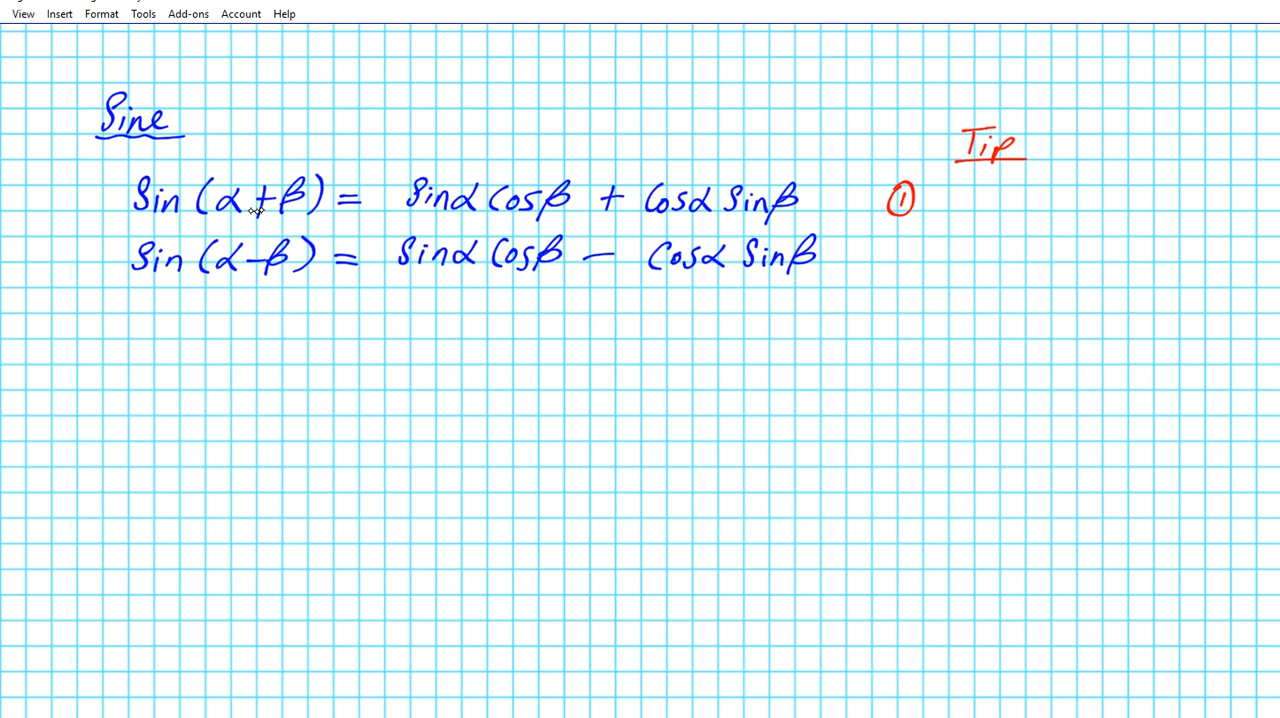 View Insert Format Tools Add-ons Account Help
Sine
Tip
Sin (α + β) = Sinα Cosβ + Cosα Sinβ ①
Sin (α - β) = Sinα Cosβ - Cosα Sinβ